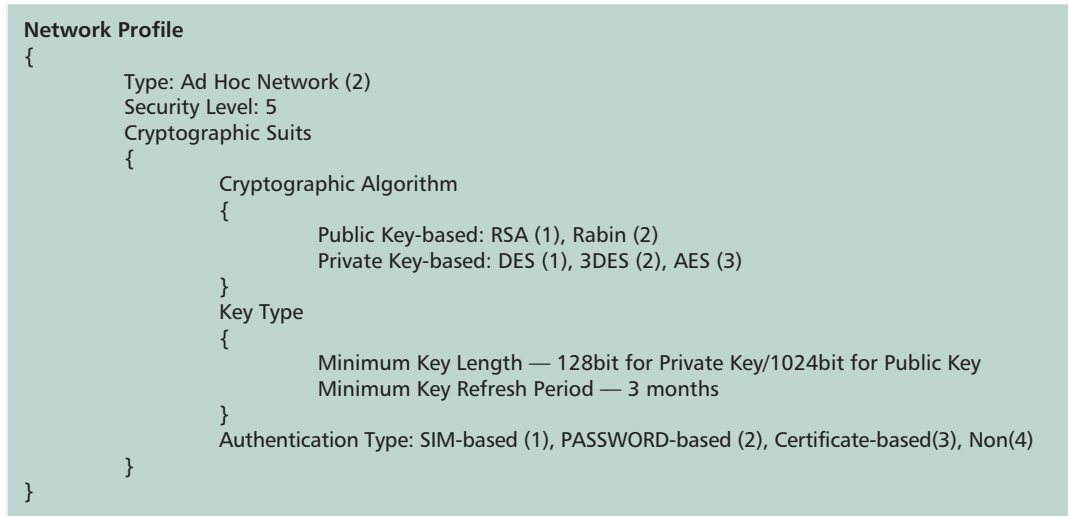 Network Profile
{
Type: Ad Hoc Network (2)
Security Level: 5
Cryptographic Suits
{
Cryptographic Algorithm
{
Public Key-based: RSA (1), Rabin (2)
Private Key-based: DES (1), 3DES (2), AES (3)
}
Key Type
{
Minimum Key Length — 128bit for Private Key/1024bit for Public Key
Minimum Key Refresh Period — 3 months
}
Authentication Type: SIM-based (1), PASSWORD-based (2), Certificate-based(3), Non(4)
}
}